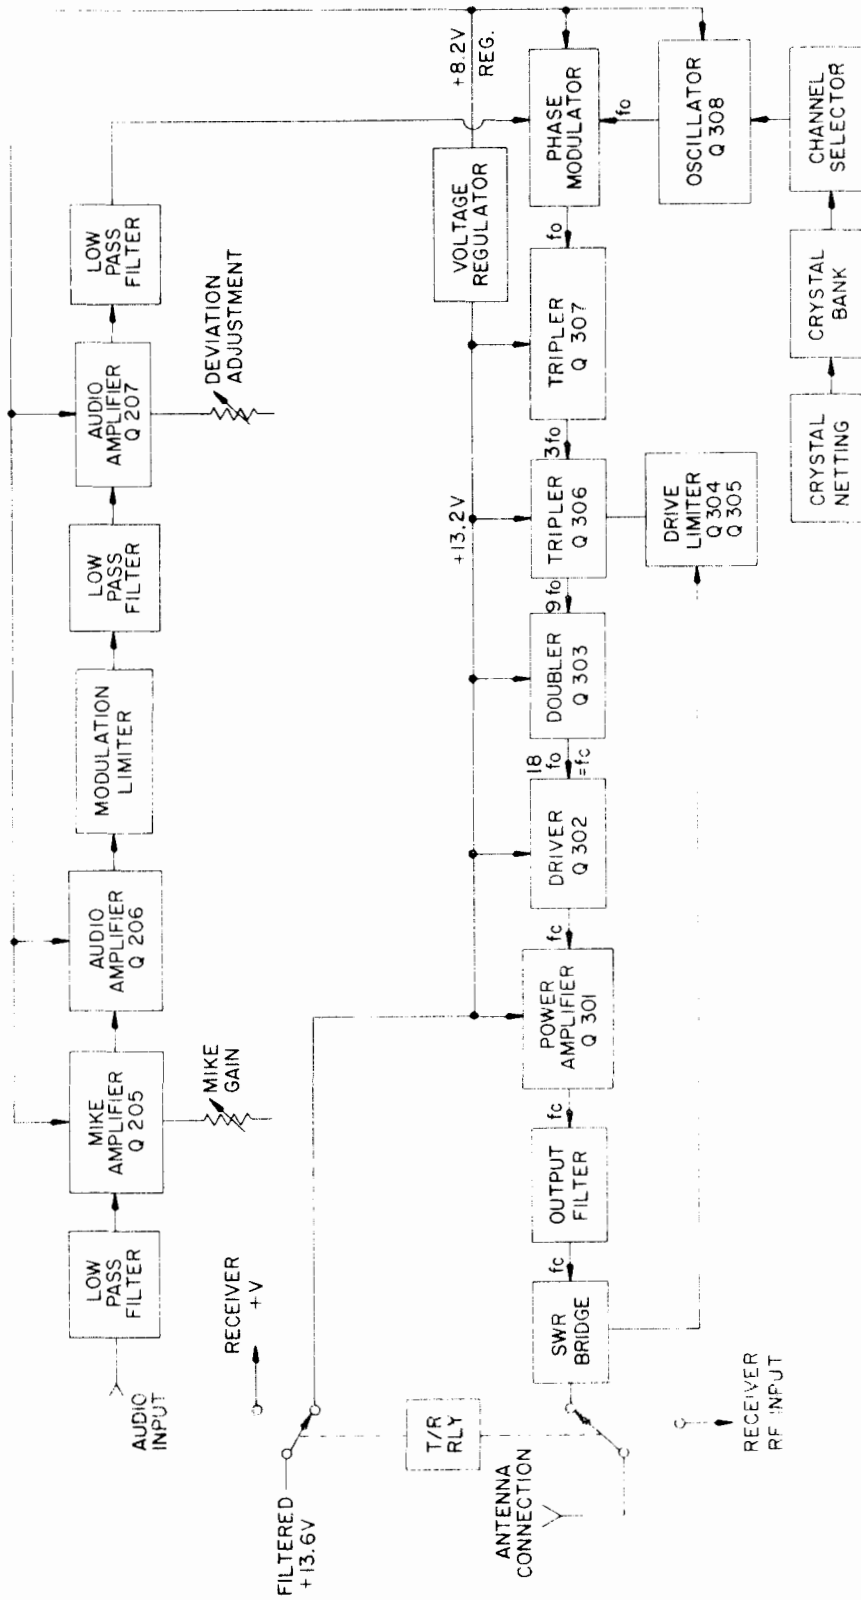 AUDIO
INPUT
LOW
PASS
FILTER
MIKE
AMPLIFIER
Q 205
MIKE
GAIN
AUDIO
AMPLIFIER
Q 206
MODULATION
LIMITER
LOW
PASS
FILTER
AUDIO
AMPLIFIER
Q 207
DEVIATION
ADJUSTMENT
LOW
PASS
FILTER
RECEIVER
+V
FILTERED
+13.6V
T/R
RLY
+13.2V
VOLTAGE
REGULATOR
+8.2V
REG.
ANTENNA
CONNECTION
SWR
BRIDGE
fc
OUTPUT
FILTER
fc
POWER
AMPLIFIER
Q 301
fc
DRIVER
Q 302
18
fo
=fc
DOUBLER
Q 303
9fo
TRIPLER
Q 306
3fo
TRIPLER
Q 307
fo
PHASE
MODULATOR
fo
DRIVE
LIMITER
Q 304
Q 305
OSCILLATOR
Q 308
RECEIVER
RF INPUT
CRYSTAL
NETTING
CRYSTAL
BANK
CHANNEL
SELECTOR